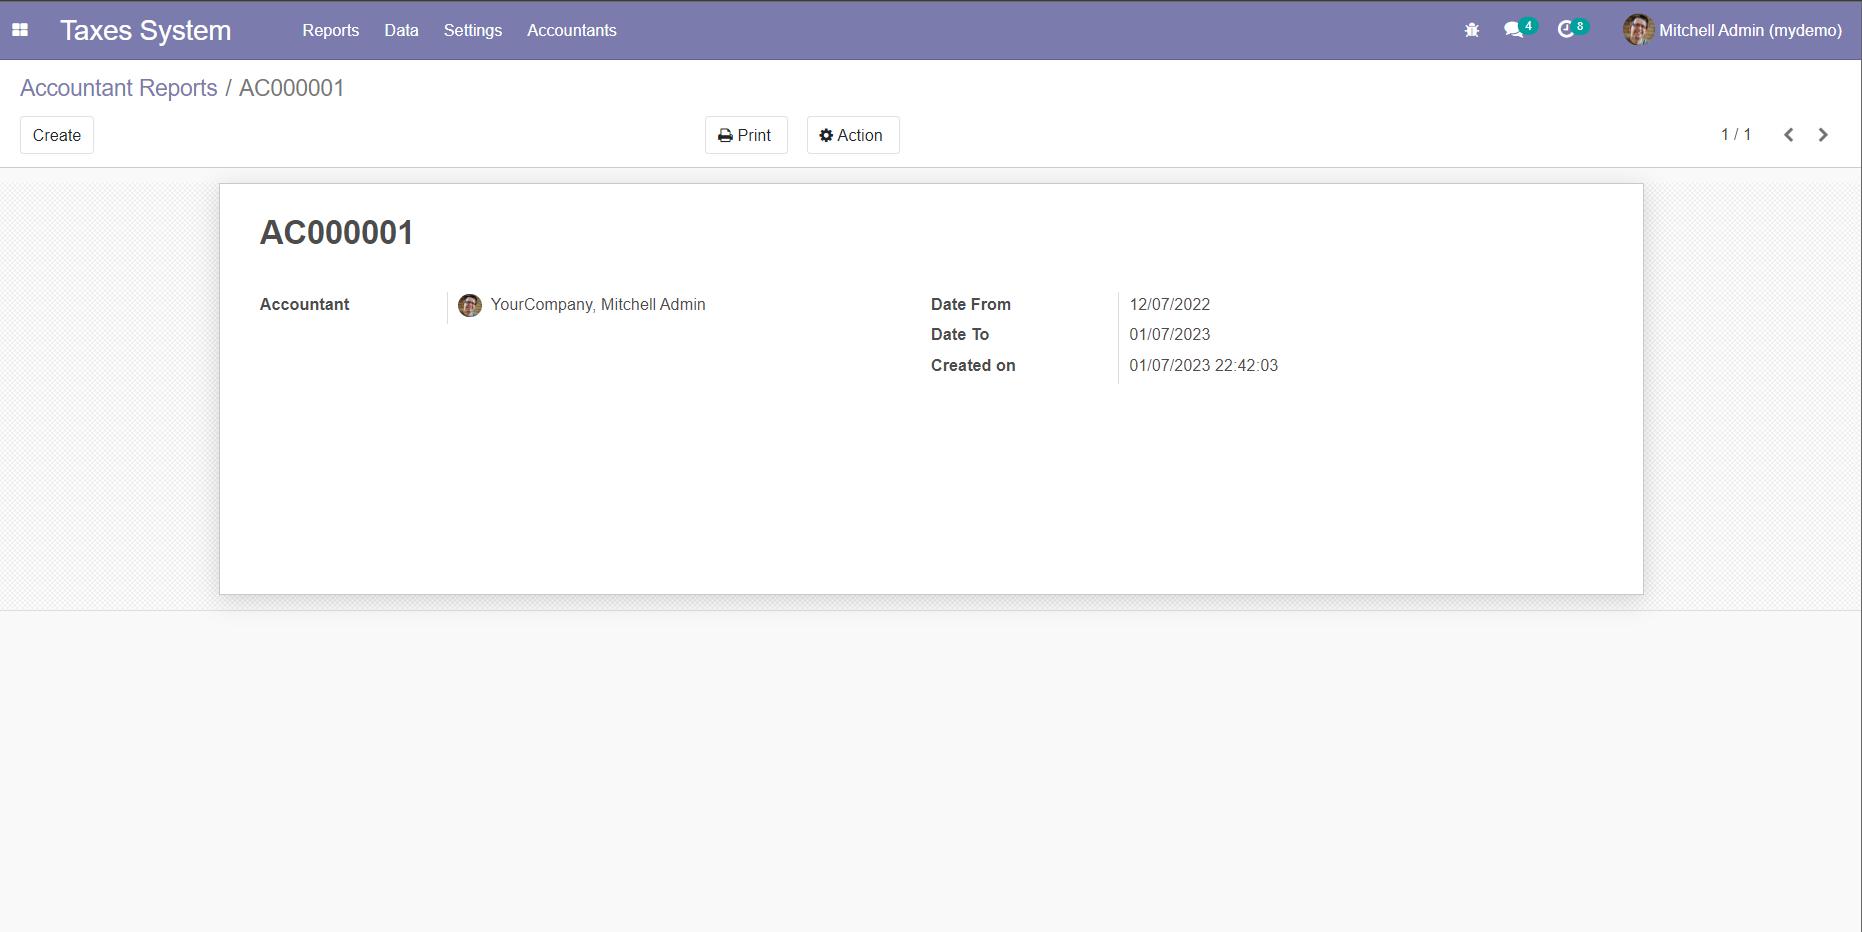 Taxes System Reports Data Settings Accountants 4 8 Mitchell Admin (mydemo)
Accountant Reports / AC000001
Create Print Action 1 / 1
AC000001
Accountant YourCompany, Mitchell Admin Date From 12/07/2022
Date To 01/07/2023
Created on 01/07/2023 22:42:03